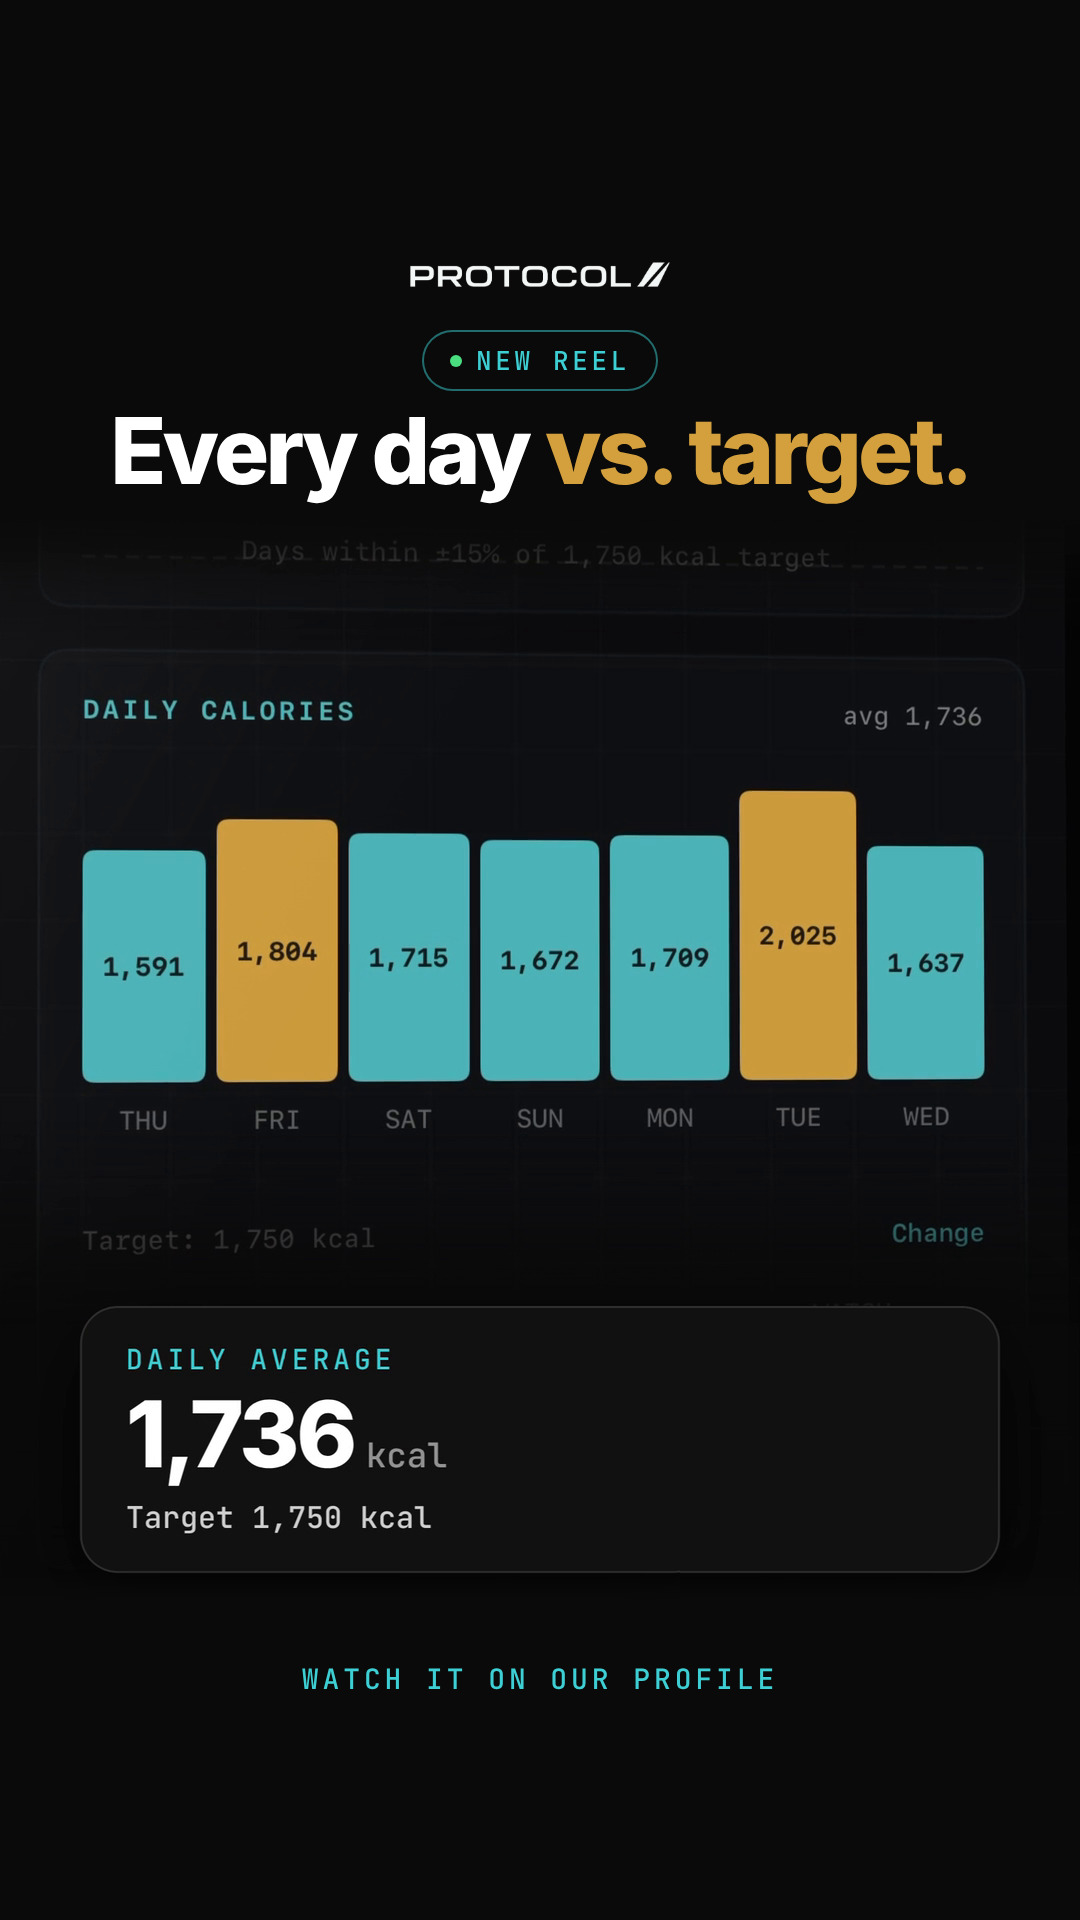 PROTOCOL
NEW REEL
Every day vs. target.
Days within ±15% of 1,750 kcal target
DAILY CALORIES
avg 1,736
1,591
1,804
1,715
1,672
1,709
2,025
1,637
THU
FRI
SAT
SUN
MON
TUE
WED
Target: 1,750 kcal
Change
DAILY AVERAGE
1,736 kcal
Target 1,750 kcal
WATCH IT ON OUR PROFILE